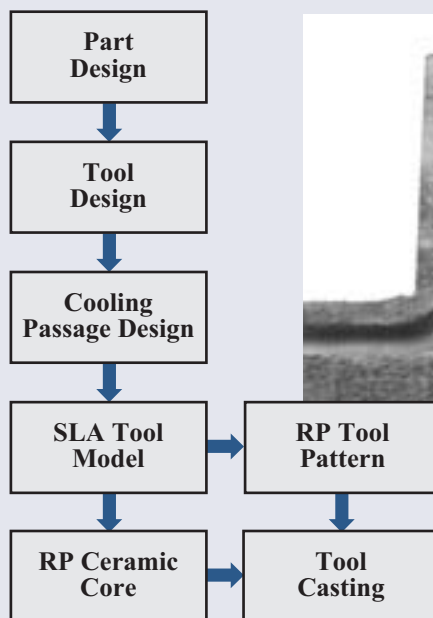 Part
Design
Tool
Design
Cooling
Passage Design
SLA Tool
Model
RP Tool
Pattern
RP Ceramic
Core
Tool
Casting